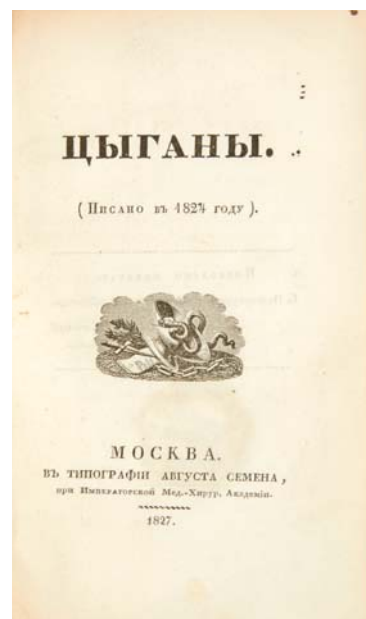 ЦЫГАНЫ.
( Писано въ 1824 году ).
МОСКВА.
ВЪ ТИПОГРАФІИ АВГУСТА СЕМЕНА ,
при Императорской Мед.-Хирур. Академіи.
1827.